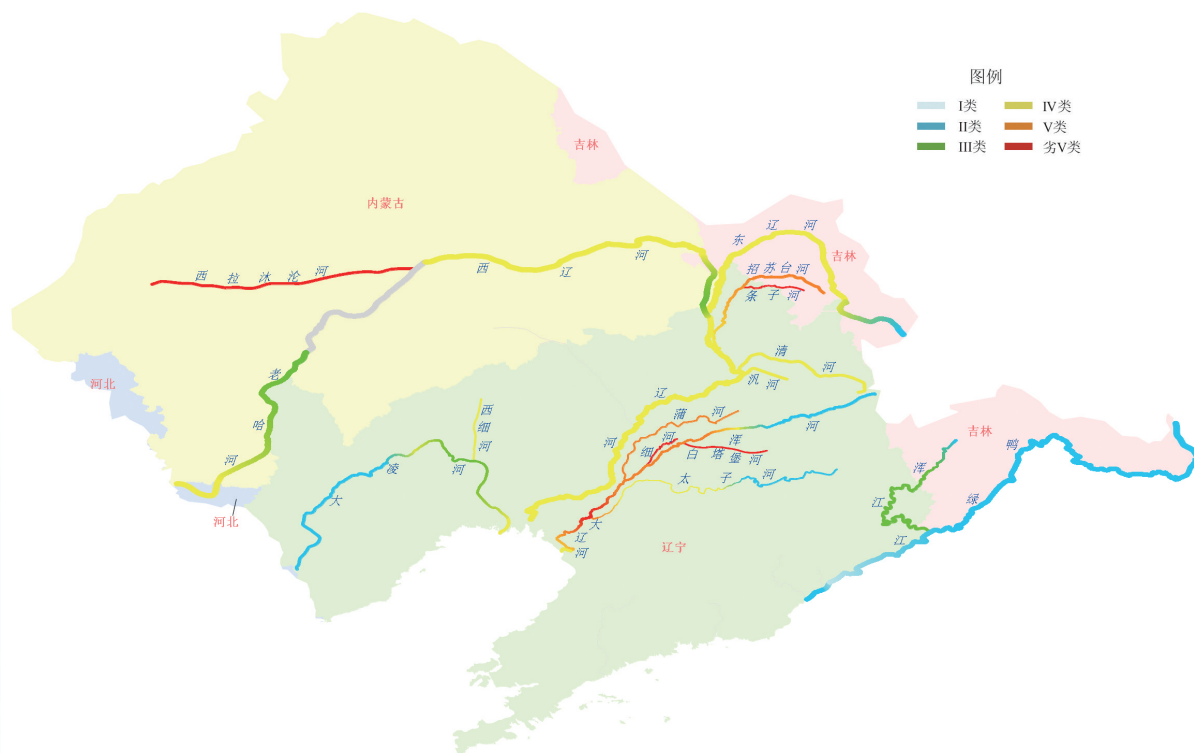 图例
I类
IV类
II类
V类
III类
劣V类
吉林
内蒙古
东辽河
吉林
西辽河
招苏台河
西拉沐沦河
条子河
清河
汎河
河北
老哈河
辽河
蒲河
西细河
浑河
细河
白塔堡河
吉林
鸭绿江
浑江
大凌河
太子河
河北
大辽河
辽宁